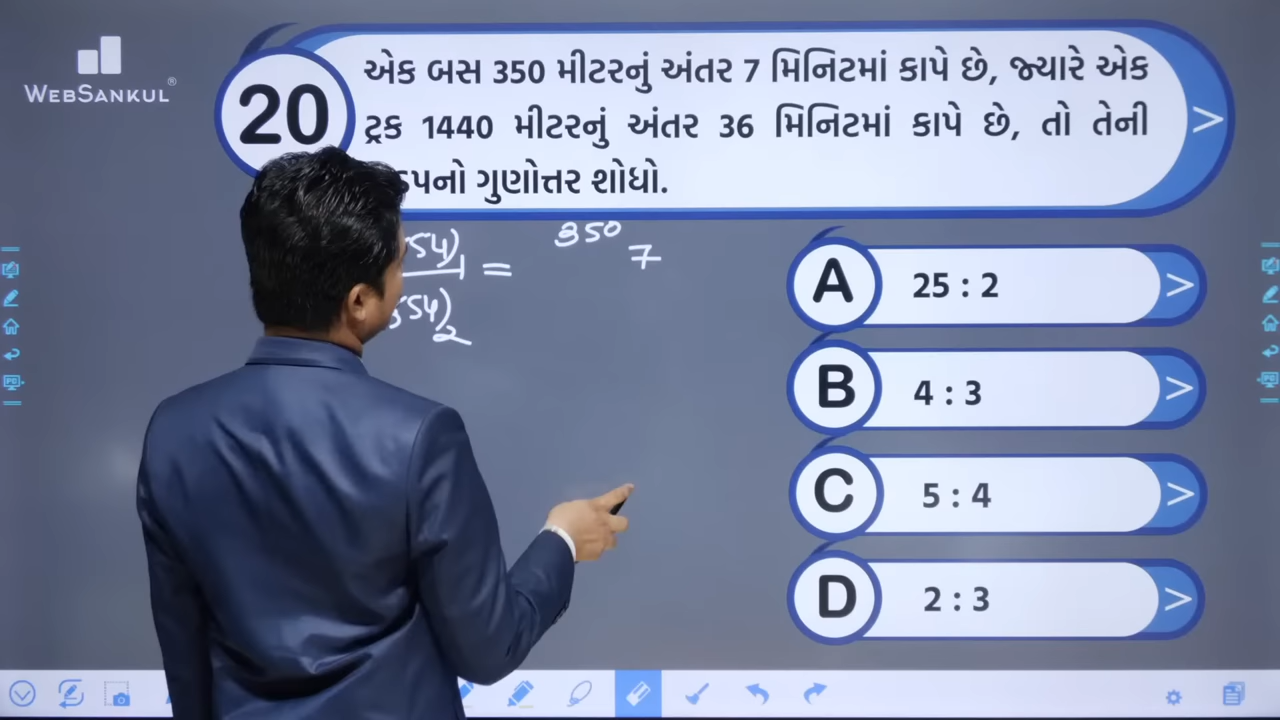 WEBSANKUL®
20
એક બસ 350 મીટરનું અંતર 7 મિનિટમાં કાપે છે, જ્યારે એક
ટ્રક 1440 મીટરનું અંતર 36 મિનિટમાં કાપે છે, તો તેની
ગુણોત્તર શોધો.
350
7
=
2
A 25 : 2
B 4 : 3
C 5 : 4
D 2 : 3